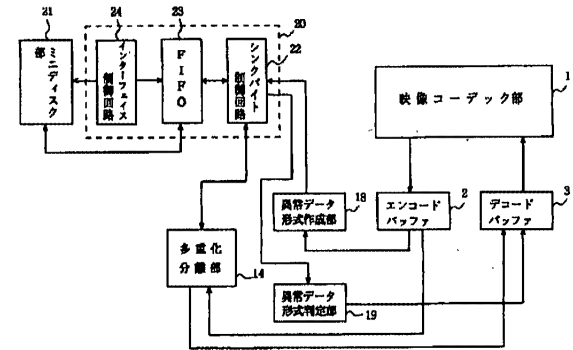 21
24
23
20
ミニディスク
部
インターフェイス
制御回路
FIFO
シンクバイト
制御回路
22
映像コーデック部
1
異常データ
形式作成部
18
エンコード
バッファ
2
デコード
バッファ
3
多重化
分離部
14
異常データ
形式判定部
19